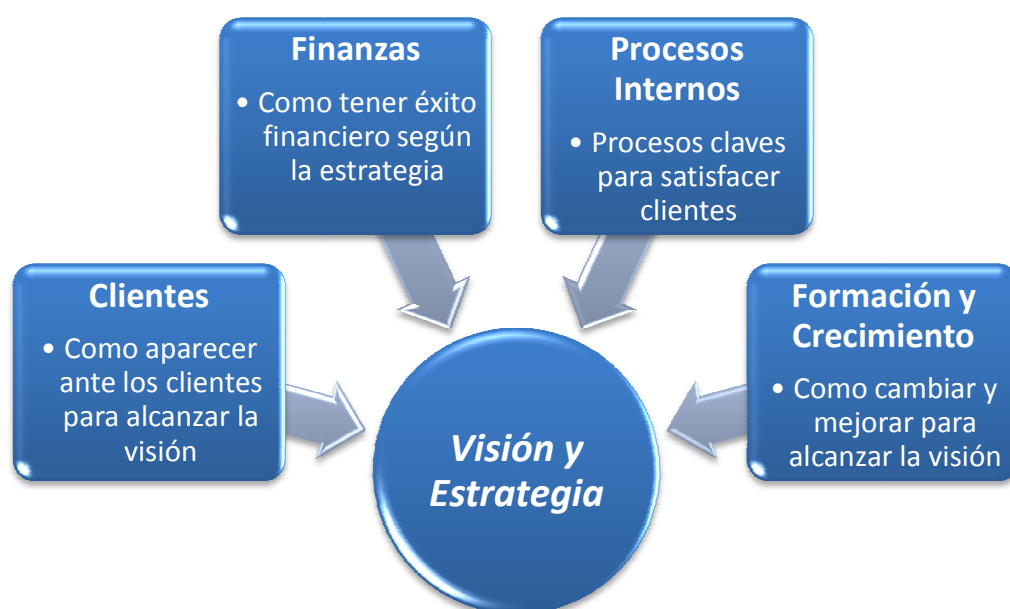 Finanzas
• Como tener éxito
financiero según
la estrategia
Procesos
Internos
• Procesos claves
para satisfacer
clientes
Clientes
• Como aparecer
ante los clientes
para alcanzar la
visión
Formación y
Crecimiento
• Como cambiar y
mejorar para
alcanzar la visión
Visión y
Estrategia